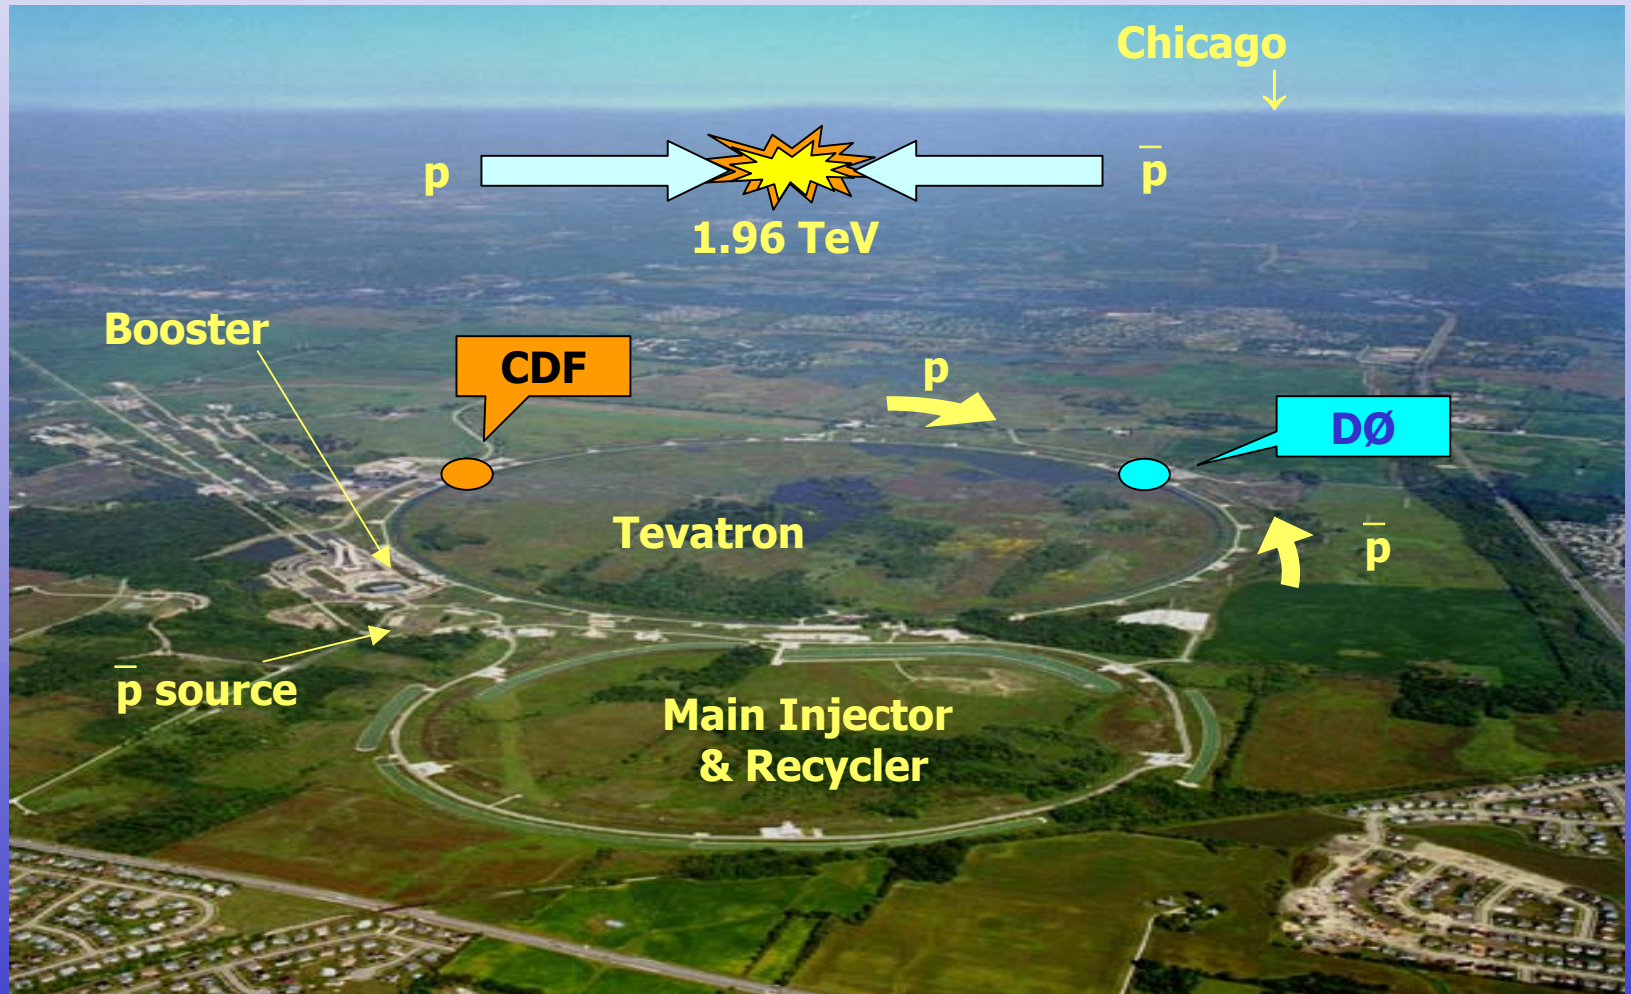 Chicago
p
p̅
1.96 TeV
Booster
CDF
p
DØ
Tevatron
p̅
p̅ source
Main Injector
& Recycler